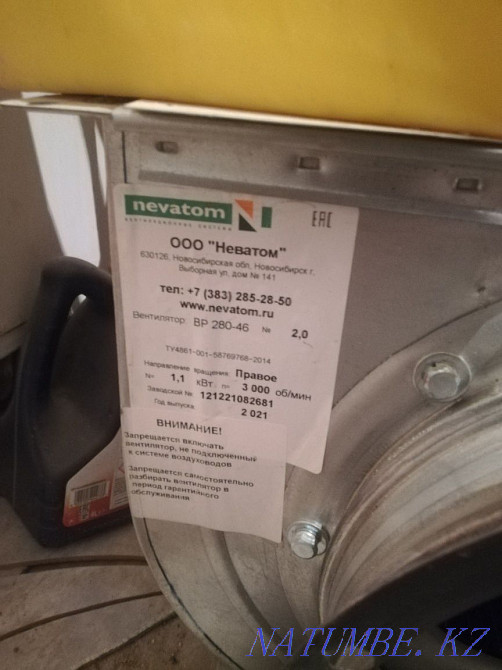 nevatom
ВЕНТИЛЯЦИОННЫЕ СИСТЕМЫ
EAC
ООО "Неватом"
630126, Новосибирская обл, Новосибирск г,
Выборная ул, дом № 141
тел: +7 (383) 285-28-50
www.nevatom.ru
Вентилятор: ВР 280-46 № 2,0
ТУ4861-001-58769768-2014
Направление вращения: Правое
N= 1,1 кВт; n= 3 000 об/мин
Заводской № 121221082681
Год выпуска 2 021
ВНИМАНИЕ!
Запрещается включать
вентилятор, не подключенный
к системе воздуховодов
Запрещается самостоятельно
разбирать вентилятор в
период гарантийного
обслуживания
NATUMBE. KZ